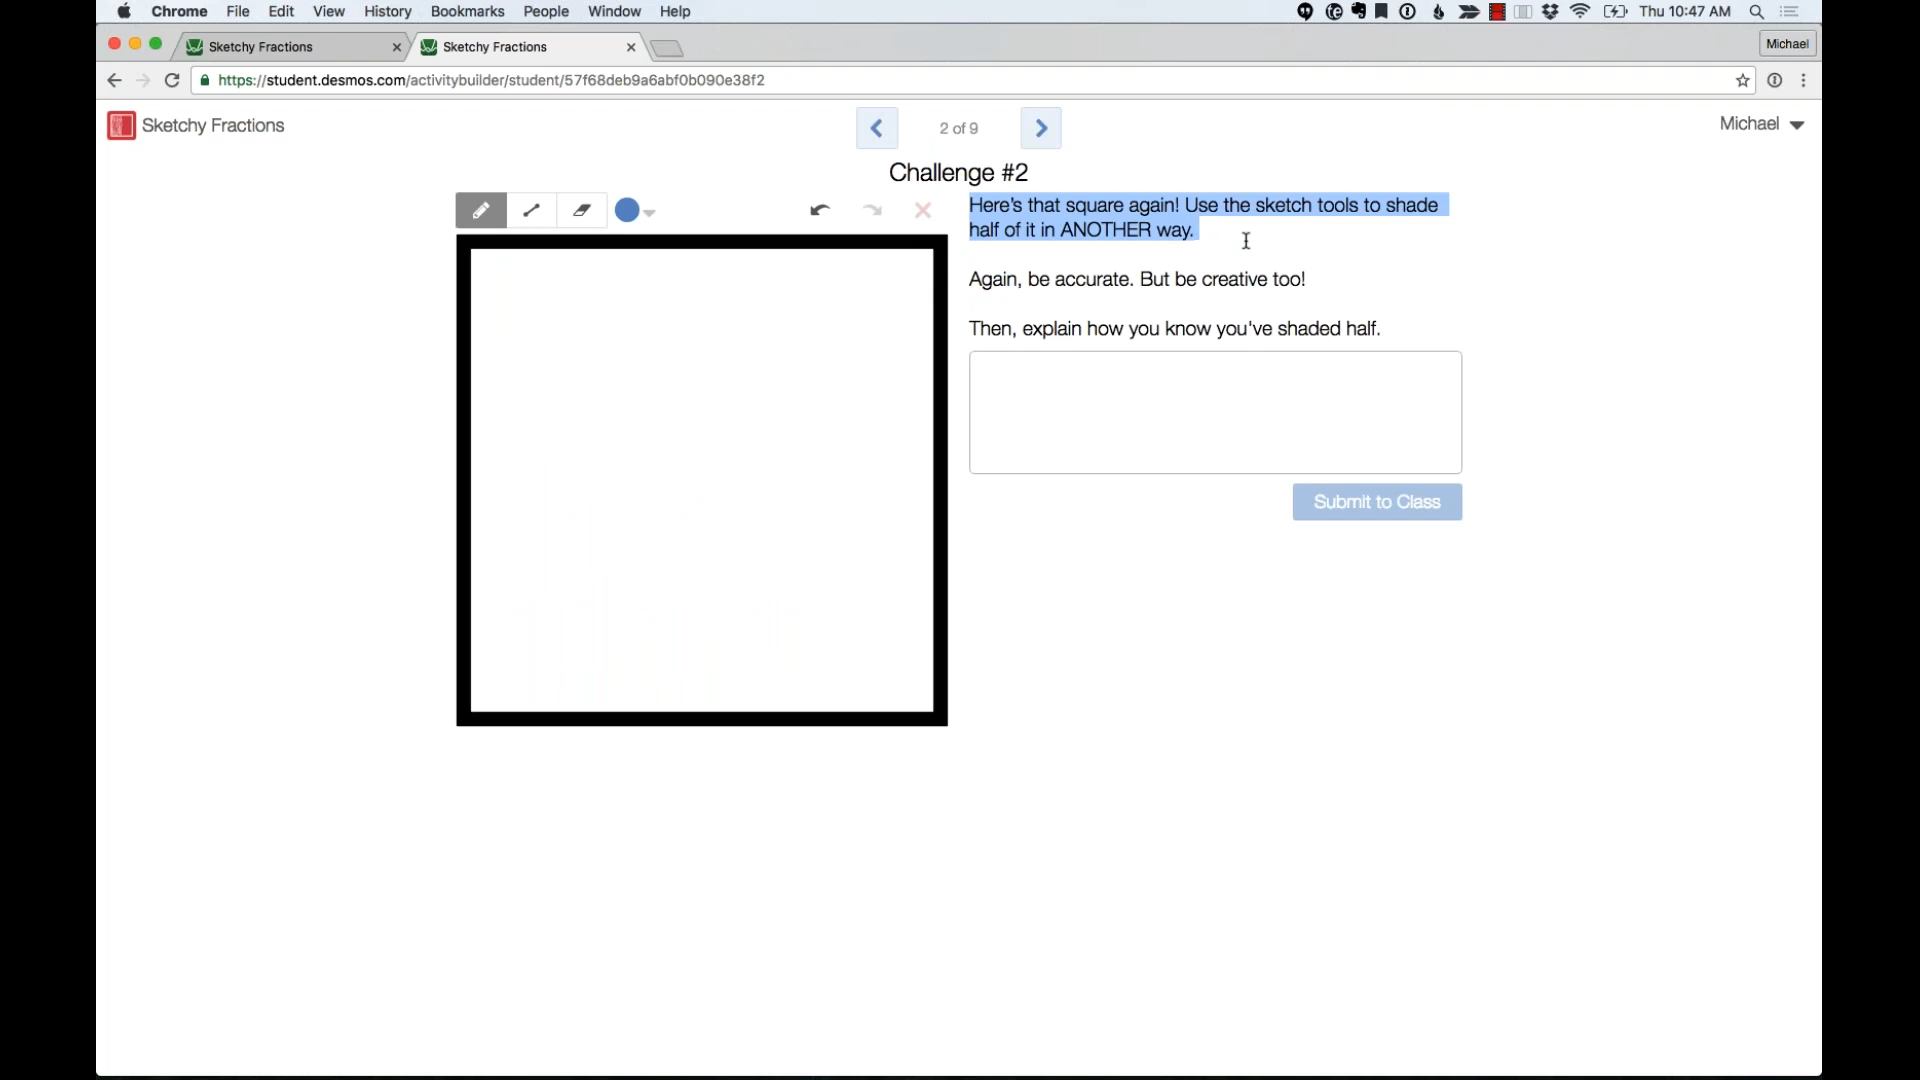 Chrome File Edit View History Bookmarks People Window Help Thu 10:47 AM
Sketchy Fractions Sketchy Fractions Michael
https://student.desmos.com/activitybuilder/student/57f68deb9a6abf0b090e38f2
Sketchy Fractions 2 of 9 Michael
Challenge #2
Here's that square again! Use the sketch tools to shade
half of it in ANOTHER way.
Again, be accurate. But be creative too!
Then, explain how you know you've shaded half.
Submit to Class